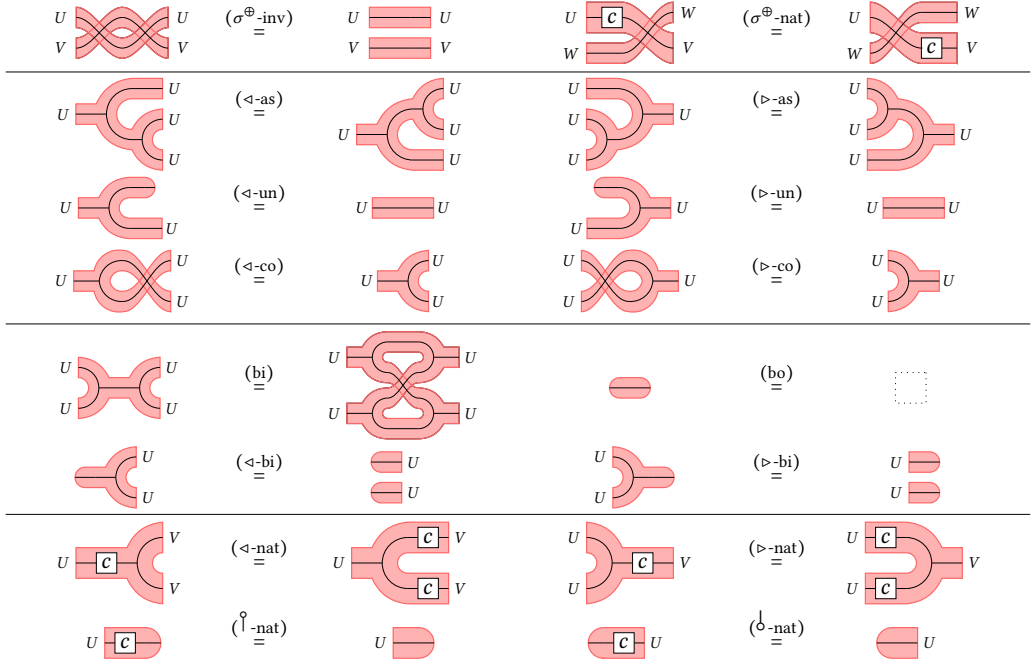 U U (σ⊕-inv) U U U c W (σ⊕-nat) U W
V V = V V W V = W c V
U U U (◁-as) = U U U U U U U (▷-as) = U U U U
U U (◁-un) = U U U U (▷-un) = U U
U U U (◁-co) = U U U U U U (▷-co) = U U U
U U U U (bi) = U U U U (bo) =
U U (◁-bi) = U U U U (▷-bi) = U U
U c V V (◁-nat) = U c V c V U U c V (▷-nat) = U c U c V
U c (⫯-nat) = U c U (⫰-nat) = U